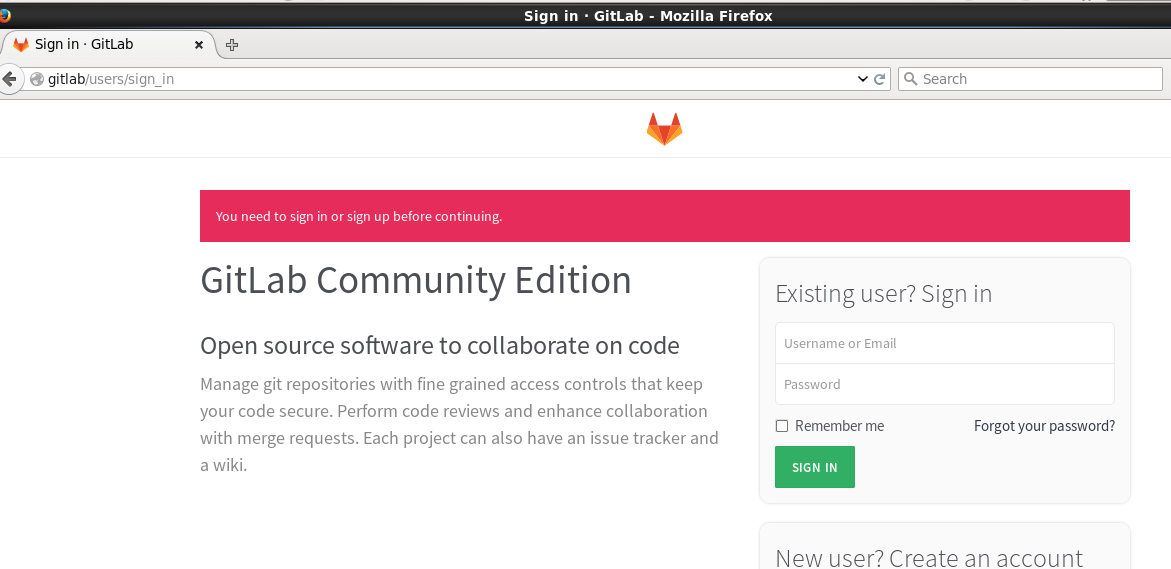 Sign in · GitLab - Mozilla Firefox
Sign in · GitLab
gitlab/users/sign_in
Search
You need to sign in or sign up before continuing.
GitLab Community Edition
Open source software to collaborate on code
Manage git repositories with fine grained access controls that keep
your code secure. Perform code reviews and enhance collaboration
with merge requests. Each project can also have an issue tracker and
a wiki.
Existing user? Sign in
Username or Email
Password
Remember me
Forgot your password?
SIGN IN
New user? Create an account